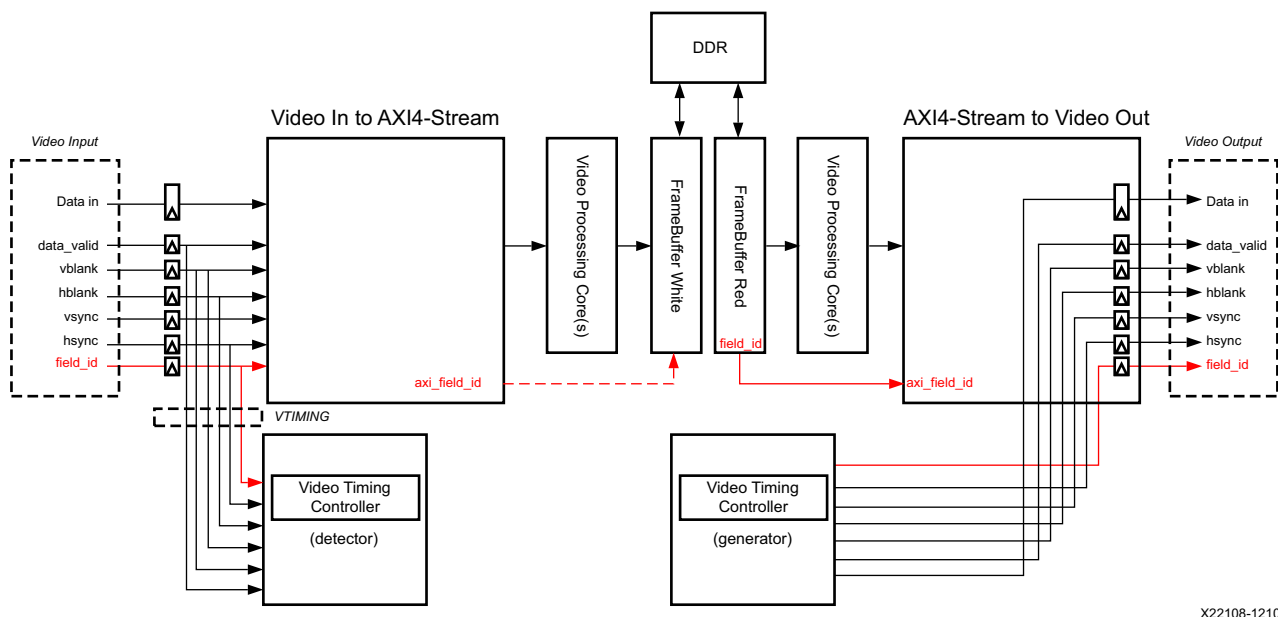 DDR
Video In to AXI4-Stream
AXI4-Stream to Video Out
Video Input
Video Output
Data in
data_valid
vblank
hblank
vsync
hsync
field_id
axi_field_id
Video Processing Core(s)
FrameBuffer White
FrameBuffer Red
field_id
Video Processing Core(s)
axi_field_id
Data in
data_valid
vblank
hblank
vsync
hsync
field_id
VTIMING
Video Timing
Controller
(detector)
Video Timing
Controller
(generator)
X22108-1210